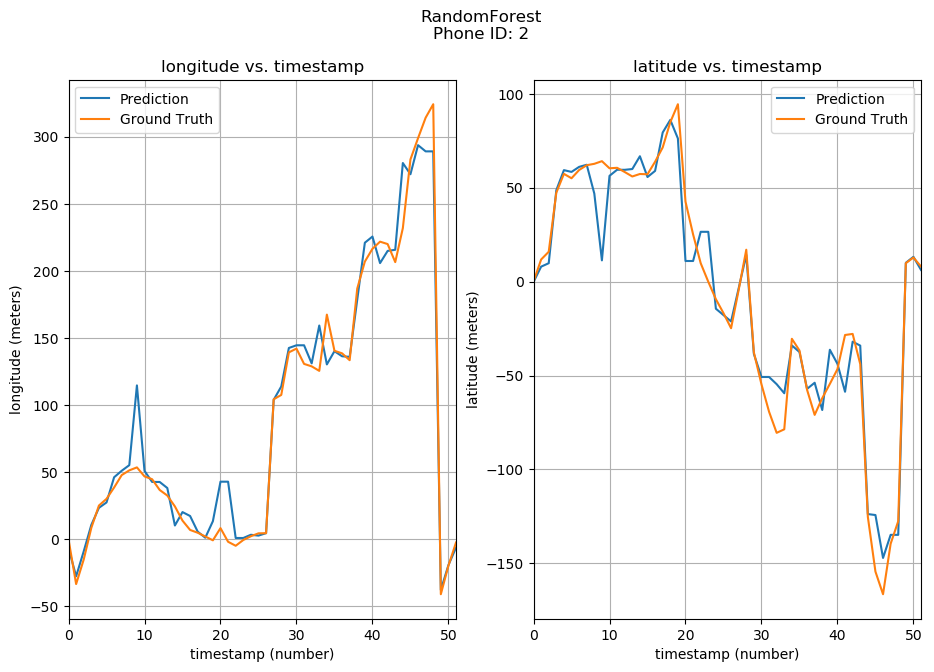 RandomForest
Phone ID: 2
longitude vs. timestamp
Prediction
Ground Truth
300
250
200
150
100
50
0
−50
longitude (meters)
0 10 20 30 40 50
timestamp (number)
latitude vs. timestamp
Prediction
Ground Truth
100
50
0
−50
−100
−150
latitude (meters)
0 10 20 30 40 50
timestamp (number)